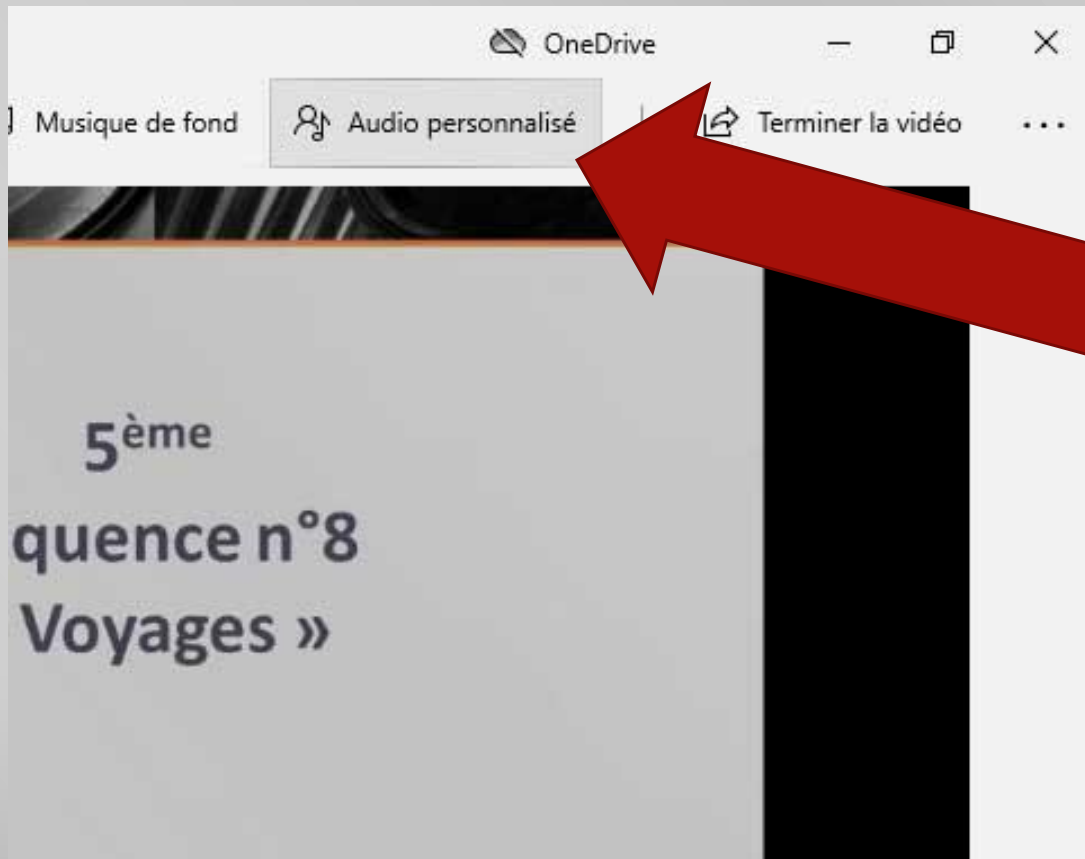 OneDrive
Musique de fond Audio personnalisé Terminer la vidéo ...
5ème
quence n°8
Voyages »